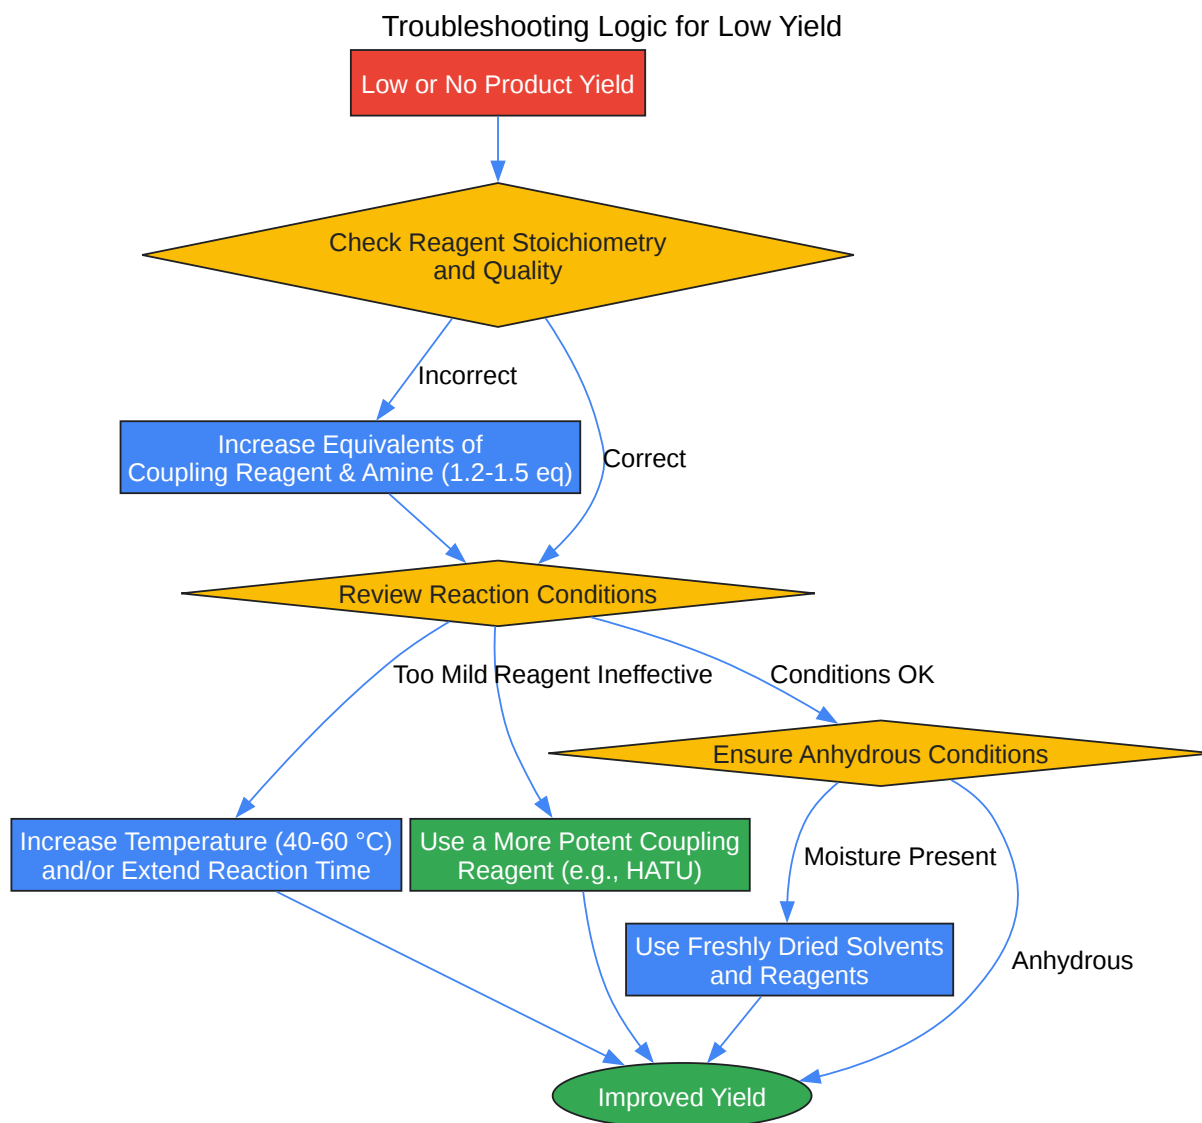 Troubleshooting Logic for Low Yield
Low or No Product Yield
Check Reagent Stoichiometry
and Quality
Incorrect
Increase Equivalents of
Coupling Reagent & Amine (1.2-1.5 eq)
Correct
Review Reaction Conditions
Too Mild
Reagent Ineffective
Conditions OK
Ensure Anhydrous Conditions
Increase Temperature (40-60 °C)
and/or Extend Reaction Time
Use a More Potent Coupling
Reagent (e.g., HATU)
Moisture Present
Use Freshly Dried Solvents
and Reagents
Anhydrous
Improved Yield